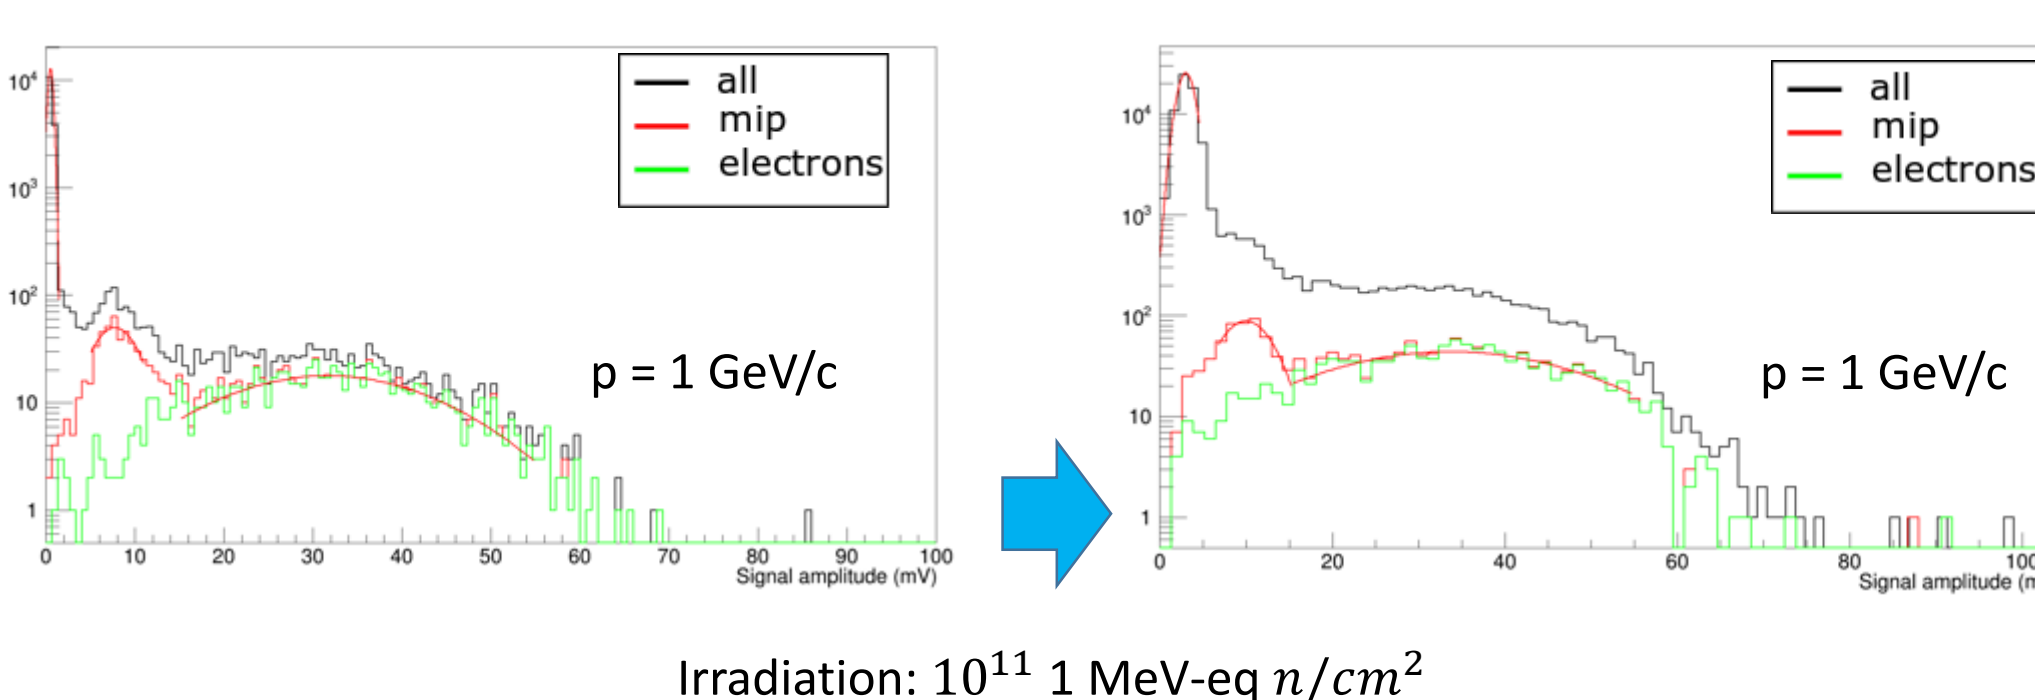 all
mip
electrons
p = 1 GeV/c
10⁴
10³
10²
10
1
0 10 20 30 40 50 60 70 80 90 100
Signal amplitude (mV)
all
mip
electrons
p = 1 GeV/c
10⁴
10³
10²
10
1
0 20 40 60 80 100
Signal amplitude (m
Irradiation: 10¹¹ 1 MeV-eq n/cm²